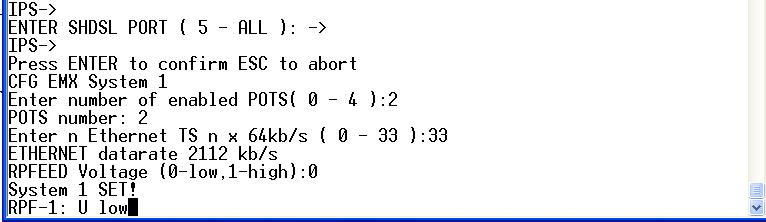 IPS->
ENTER SHDSL PORT ( 5 - ALL ): ->
IPS->
Press ENTER to confirm ESC to abort
CFG EMX System 1
Enter number of enabled POTS( 0 - 4 ):2
POTS number: 2
Enter n Ethernet TS n x 64kb/s ( 0 - 33 ):33
ETHERNET datarate 2112 kb/s
RPFEED Voltage (0-low,1-high):0
System 1 SET!
RPF-1: U low